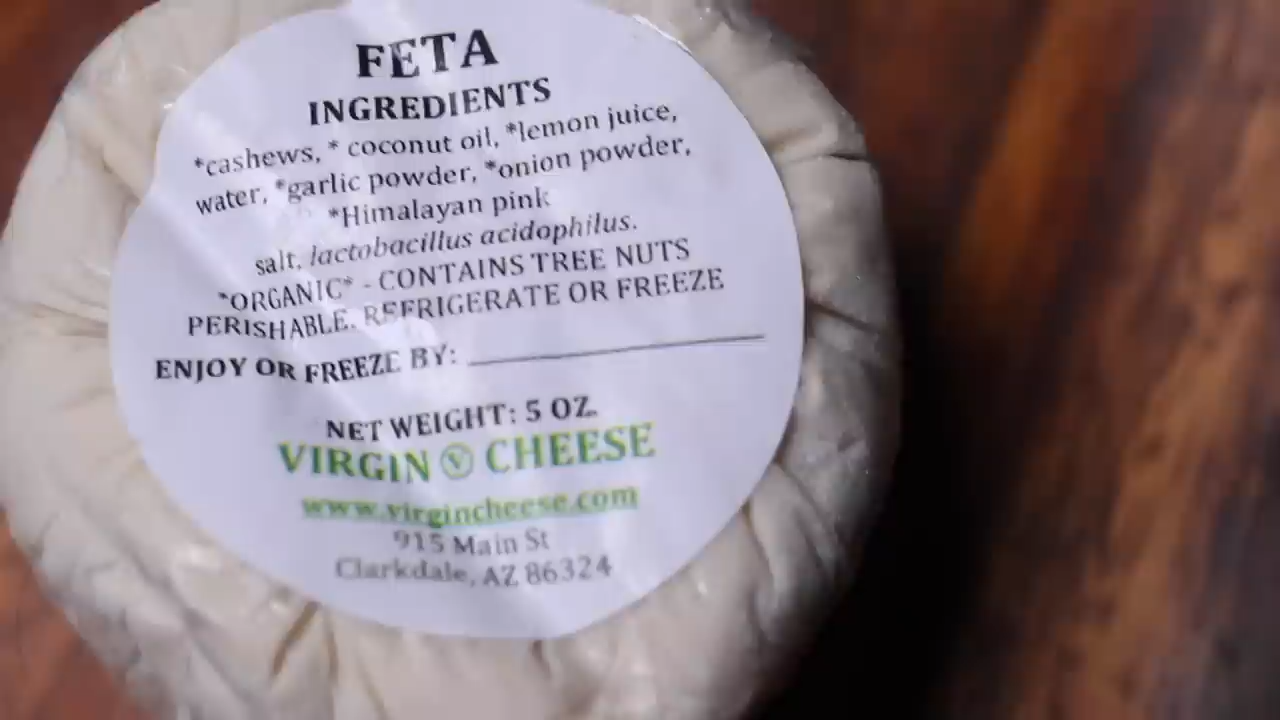 FETA
INGREDIENTS
*cashews, * coconut oil, *lemon juice,
water, *garlic powder, *onion powder,
*Himalayan pink
salt, lactobacillus acidophilus.
*ORGANIC* - CONTAINS TREE NUTS
PERISHABLE. REFRIGERATE OR FREEZE
ENJOY OR FREEZE BY:
NET WEIGHT: 5 OZ.
VIRGIN V CHEESE
www.virgincheese.com
915 Main St
Clarkdale, AZ 86324